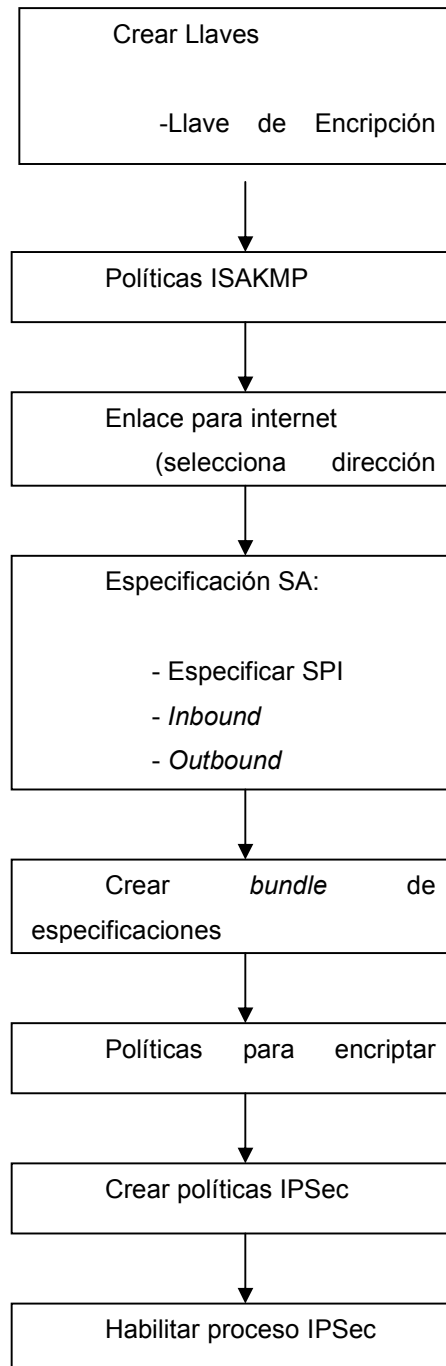 Crear Llaves
-Llave de Encripción
Políticas ISAKMP
Enlace para internet
(selecciona dirección
Especificación SA:
- Especificar SPI
- Inbound
- Outbound
Crear bundle de
especificaciones
Políticas para encriptar
Crear políticas IPSec
Habilitar proceso IPSec